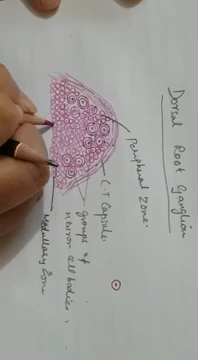 Dorsal Root Ganglion
Peripheral Zone.
C.T Capsule.
groups of
neuron cell bodies.
Medullary Zone